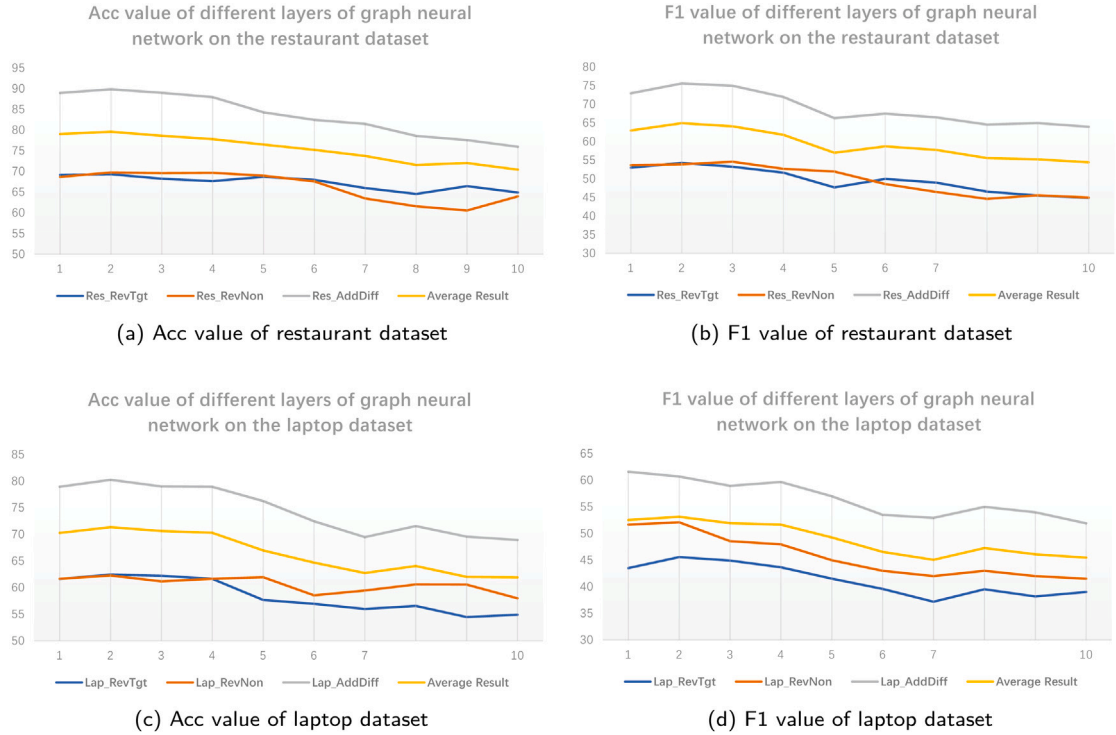 Acc value of different layers of graph neural
network on the restaurant dataset
95
90
85
80
75
70
65
60
55
50
1 2 3 4 5 6 7 8 9 10
Res_RevTgt Res_RevNon Res_AddDiff Average Result
(a) Acc value of restaurant dataset
F1 value of different layers of graph neural
network on the restaurant dataset
80
75
70
65
60
55
50
45
40
35
30
1 2 3 4 5 6 7 10
Res_RevTgt Res_RevNon Res_AddDiff Average Result
(b) F1 value of restaurant dataset
Acc value of different layers of graph neural
network on the laptop dataset
85
80
75
70
65
60
55
50
1 2 3 4 5 6 7 10
Lap_RevTgt Lap_RevNon Lap_AddDiff Average Result
(c) Acc value of laptop dataset
F1 value of different layers of graph neural
network on the laptop dataset
65
60
55
50
45
40
35
30
1 2 3 4 5 6 7 10
Lap_RevTgt Lap_RevNon Lap_AddDiff Average Result
(d) F1 value of laptop dataset